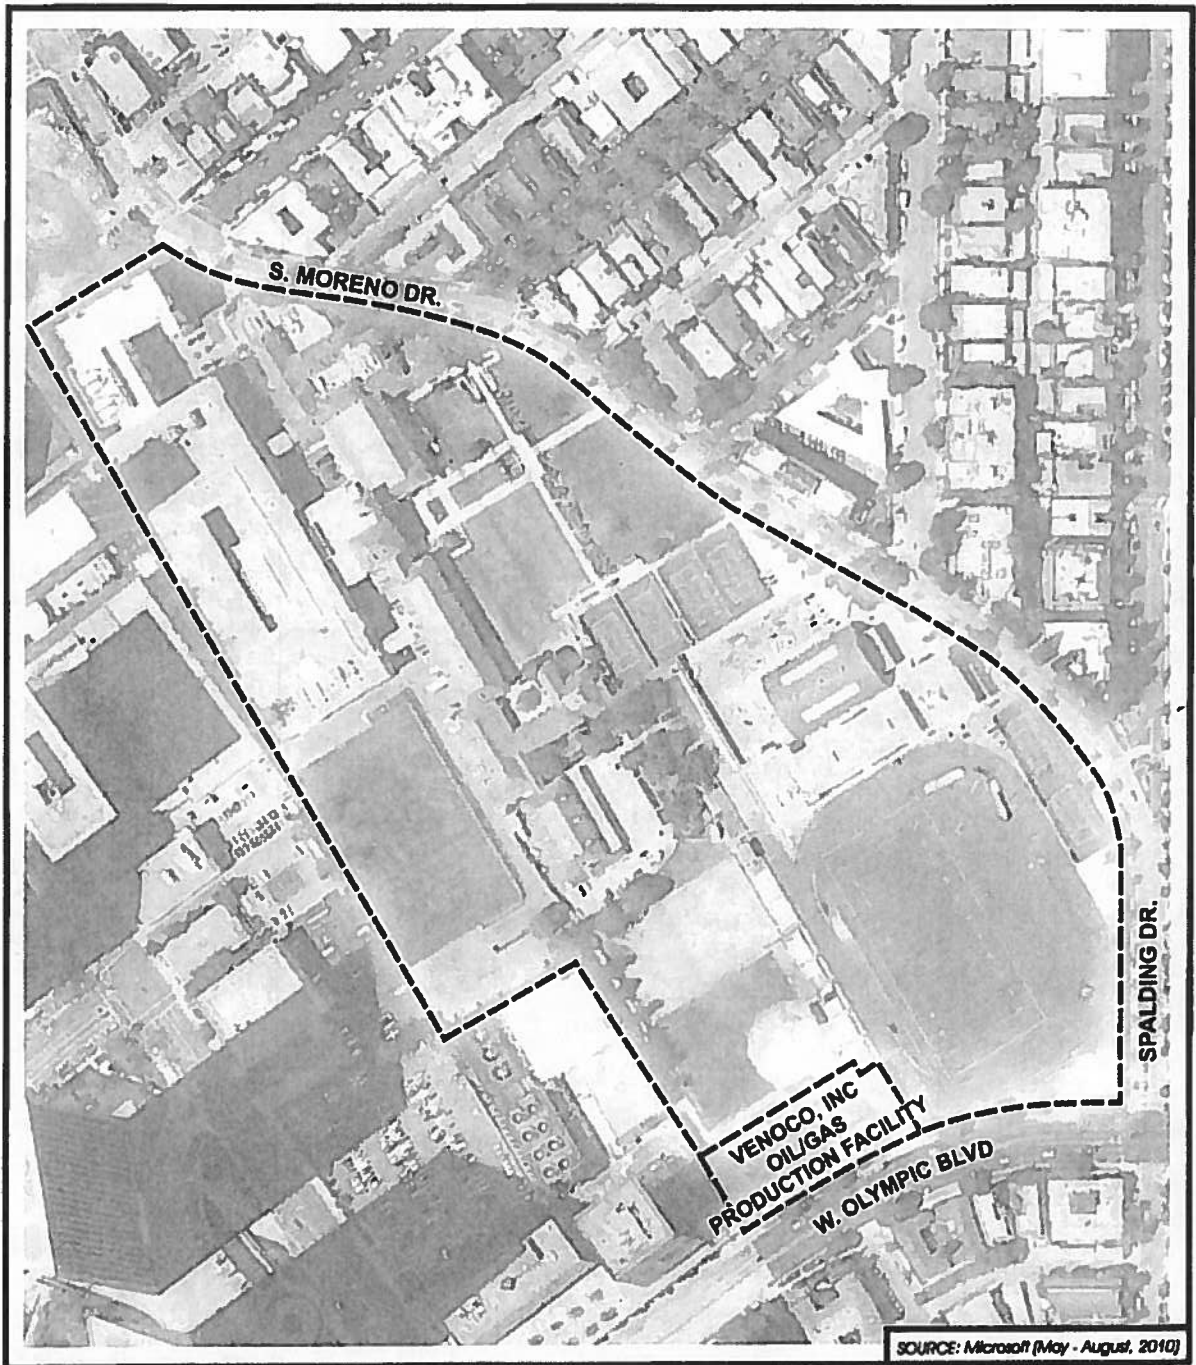 S. MORENO DR.
SPALDING DR.
VENOCO, INC
OIL/GAS
PRODUCTION FACILITY
W. OLYMPIC BLVD
SOURCE: Microsoft (May - August, 2010)